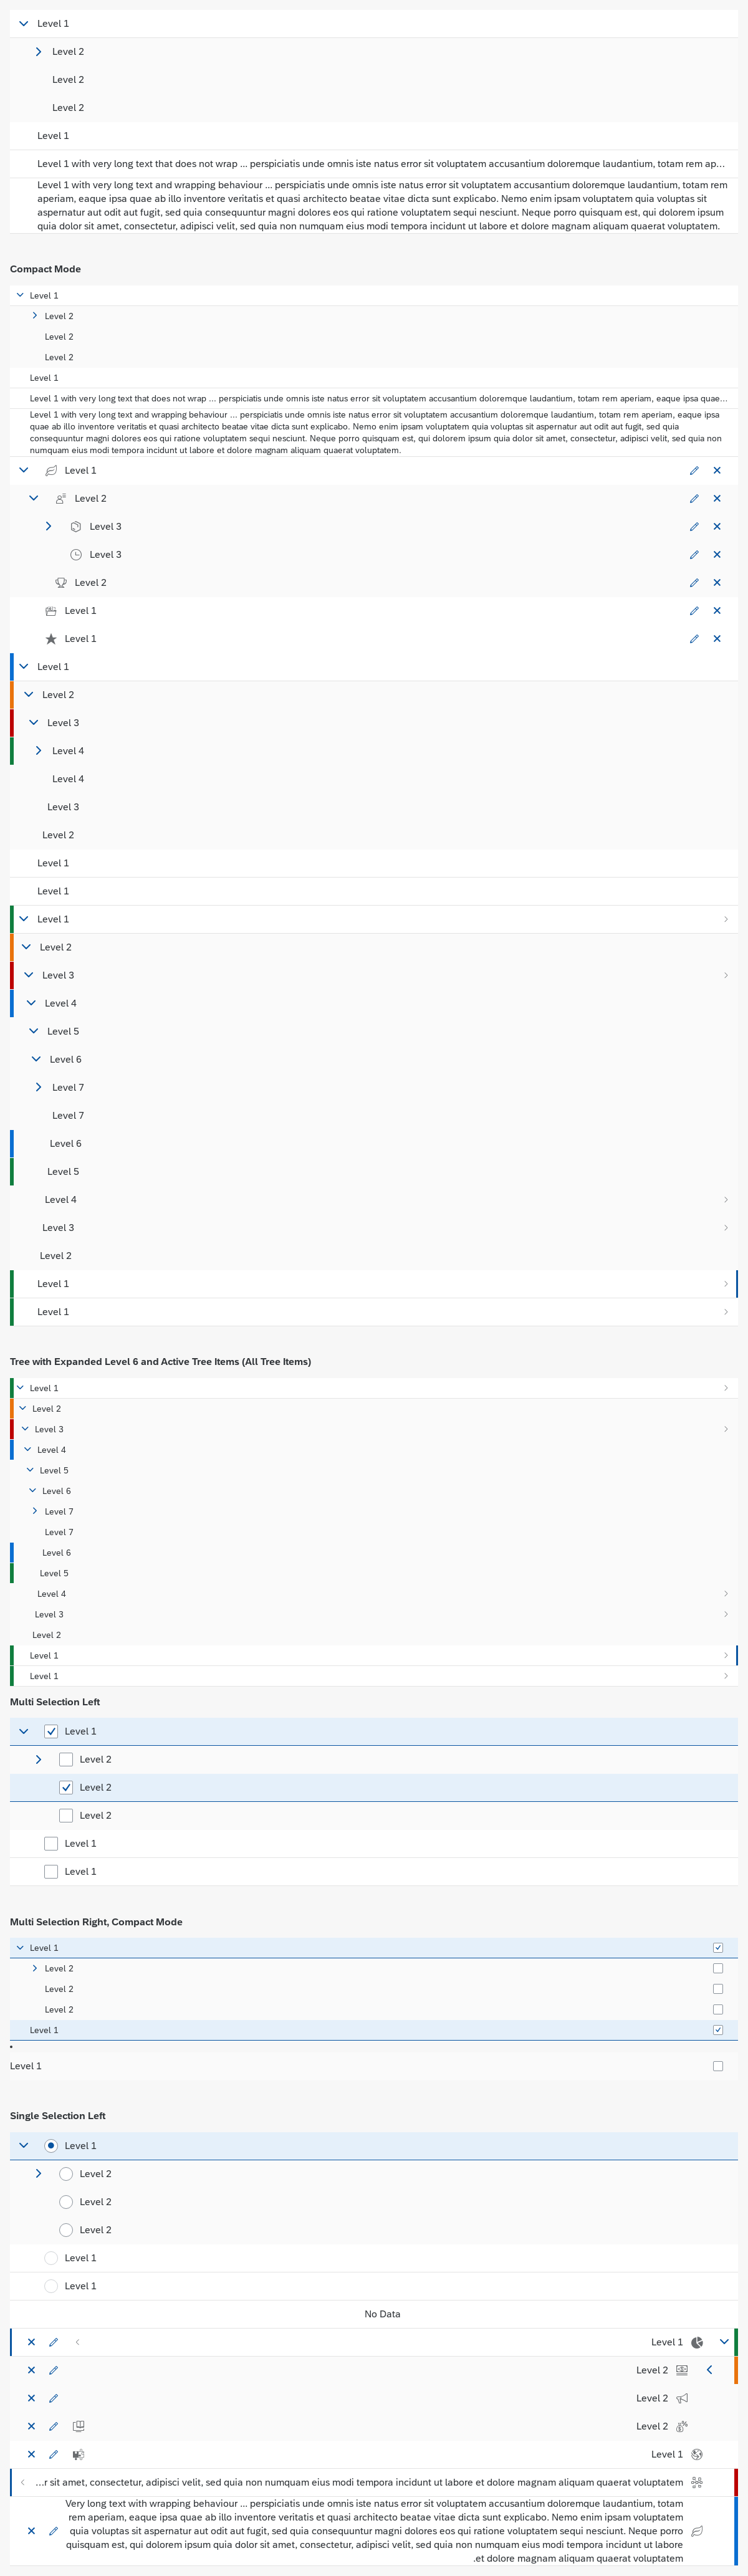 Level 1
Level 2
Level 2
Level 2
Level 1
Level 1 with very long text that does not wrap ... perspiciatis unde omnis iste natus error sit voluptatem accusantium doloremque laudantium, totam rem ap...
Level 1 with very long text and wrapping behaviour ... perspiciatis unde omnis iste natus error sit voluptatem accusantium doloremque laudantium, totam rem
aperiam, eaque ipsa quae ab illo inventore veritatis et quasi architecto beatae vitae dicta sunt explicabo. Nemo enim ipsam voluptatem quia voluptas sit
aspernatur aut odit aut fugit, sed quia consequuntur magni dolores eos qui ratione voluptatem sequi nesciunt. Neque porro quisquam est, qui dolorem ipsum
quia dolor sit amet, consectetur, adipisci velit, sed quia non numquam eius modi tempora incidunt ut labore et dolore magnam aliquam quaerat voluptatem.
Compact Mode
Level 1
Level 2
Level 2
Level 2
Level 1
Level 1 with very long text that does not wrap ... perspiciatis unde omnis iste natus error sit voluptatem accusantium doloremque laudantium, totam rem aperiam, eaque ipsa quae...
Level 1 with very long text and wrapping behaviour ... perspiciatis unde omnis iste natus error sit voluptatem accusantium doloremque laudantium, totam rem aperiam, eaque ipsa
quae ab illo inventore veritatis et quasi architecto beatae vitae dicta sunt explicabo. Nemo enim ipsam voluptatem quia voluptas sit aspernatur aut odit aut fugit, sed quia
consequuntur magni dolores eos qui ratione voluptatem sequi nesciunt. Neque porro quisquam est, qui dolorem ipsum quia dolor sit amet, consectetur, adipisci velit, sed quia non
numquam eius modi tempora incidunt ut labore et dolore magnam aliquam quaerat voluptatem.
Level 1
Level 2
Level 3
Level 3
Level 2
Level 1
Level 1
Level 1
Level 2
Level 3
Level 4
Level 4
Level 3
Level 2
Level 1
Level 1
Level 1
Level 2
Level 3
Level 4
Level 5
Level 6
Level 7
Level 7
Level 6
Level 5
Level 4
Level 3
Level 2
Level 1
Level 1
Tree with Expanded Level 6 and Active Tree Items (All Tree Items)
Level 1
Level 2
Level 3
Level 4
Level 5
Level 6
Level 7
Level 7
Level 6
Level 5
Level 4
Level 3
Level 2
Level 1
Level 1
Multi Selection Left
Level 1
Level 2
Level 2
Level 2
Level 1
Level 1
Multi Selection Right, Compact Mode
Level 1
Level 2
Level 2
Level 2
Level 1
Level 1
Single Selection Left
Level 1
Level 2
Level 2
Level 2
Level 1
Level 1
No Data
Level 1
Level 2
Level 2
Level 2
Level 1
...r sit amet, consectetur, adipisci velit, sed quia non numquam eius modi tempora incidunt ut labore et dolore magnam aliquam quaerat voluptatem
Very long text with wrapping behaviour ... perspiciatis unde omnis iste natus error sit voluptatem accusantium doloremque laudantium, totam
rem aperiam, eaque ipsa quae ab illo inventore veritatis et quasi architecto beatae vitae dicta sunt explicabo. Nemo enim ipsam voluptatem
quia voluptas sit aspernatur aut odit aut fugit, sed quia consequuntur magni dolores eos qui ratione voluptatem sequi nesciunt. Neque porro
quisquam est, qui dolorem ipsum quia dolor sit amet, consectetur, adipisci velit, sed quia non numquam eius modi tempora incidunt ut labore
.et dolore magnam aliquam quaerat voluptatem